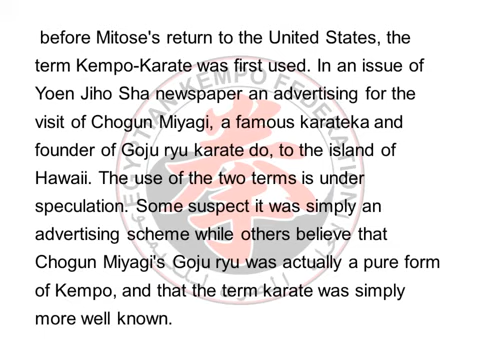 before Mitose's return to the United States, the
term Kempo-Karate was first used. In an issue of
Yoen Jiho Sha newspaper an advertising for the
visit of Chogun Miyagi, a famous karateka and
founder of Goju ryu karate do, to the island of
Hawaii. The use of the two terms is under
speculation. Some suspect it was simply an
advertising scheme while others believe that
Chogun Miyagi's Goju ryu was actually a pure form
of Kempo, and that the term karate was simply
more well known.
EGYPTIAN KEMPO FEDERATION